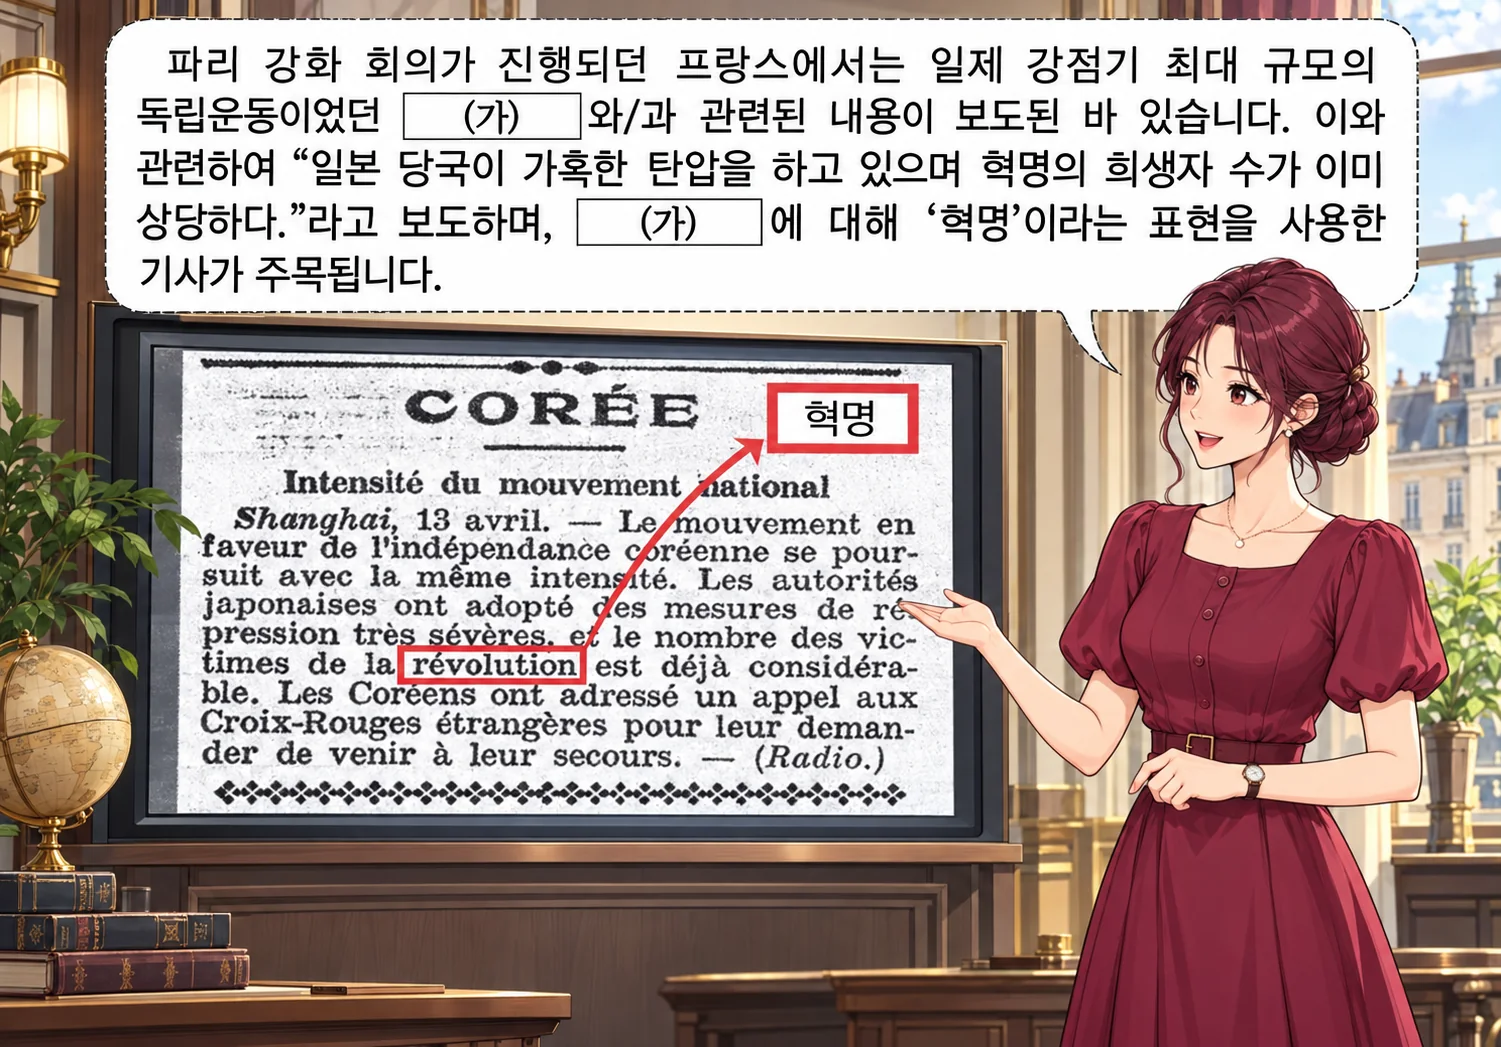 파리 강화 회의가 진행되던 프랑스에서는 일제 강점기 최대 규모의
독립운동이었던 (가) 와/과 관련된 내용이 보도된 바 있습니다. 이와
관련하여 “일본 당국이 가혹한 탄압을 하고 있으며 혁명의 희생자 수가 이미
상당하다.”라고 보도하며, (가) 에 대해 ‘혁명’이라는 표현을 사용한
기사가 주목됩니다.
CORÉE
혁명
Intensité du mouvement national
Shanghai, 13 avril. — Le mouvement en
faveur de l'indépendance coréenne se pour-
suit avec la même intensité. Les autorités
japonaises ont adopté des mesures de ré-
pression très sévères, et le nombre des vic-
times de la révolution est déjà considéra-
ble. Les Coréens ont adressé un appel aux
Croix-Rouges étrangères pour leur deman-
der de venir à leur secours. — (Radio.)